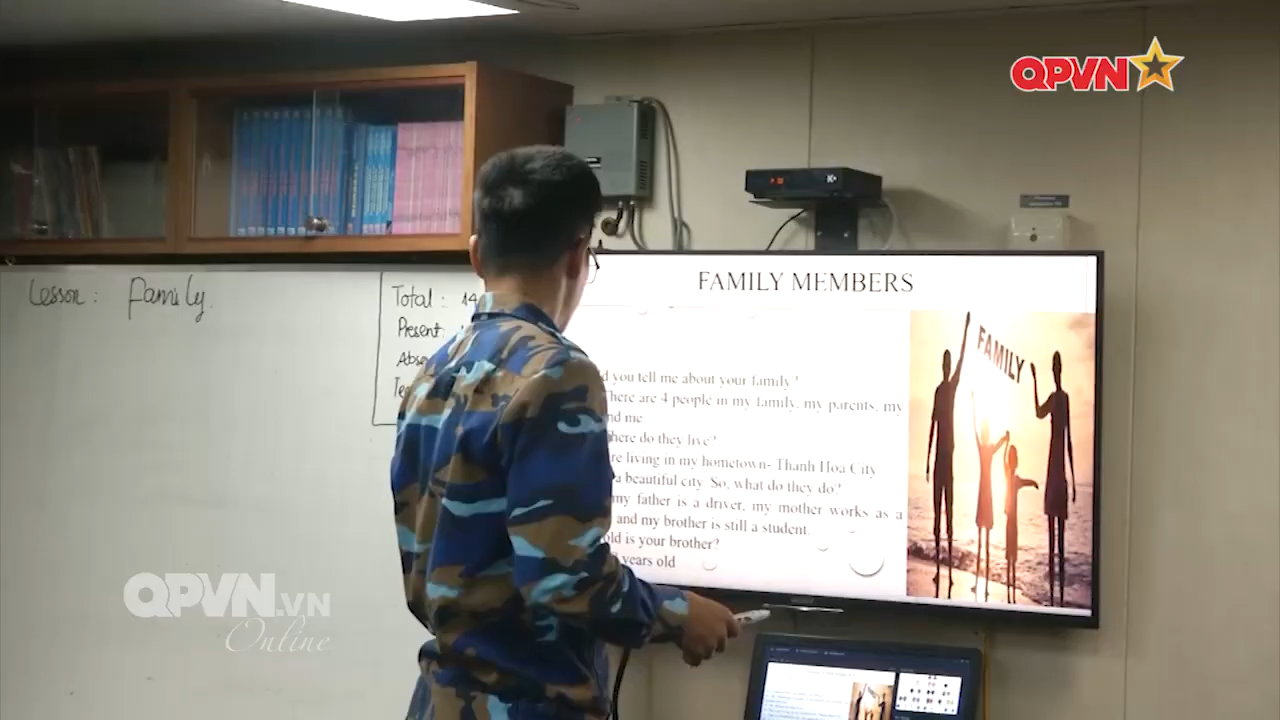 QPVN
Lesson: Family.
Total: 14
Present:
FAMILY MEMBERS
FAMILY
you tell me about your family?
here are 4 people in my family, my parents, my
me
here do they live?
living in my hometown- Thanh Hoa City
a beautiful city. So, what do they do?
my father is a driver, my mother works as a
and my brother is still a student.
old is your brother?
years old
QPVN.VN
Online